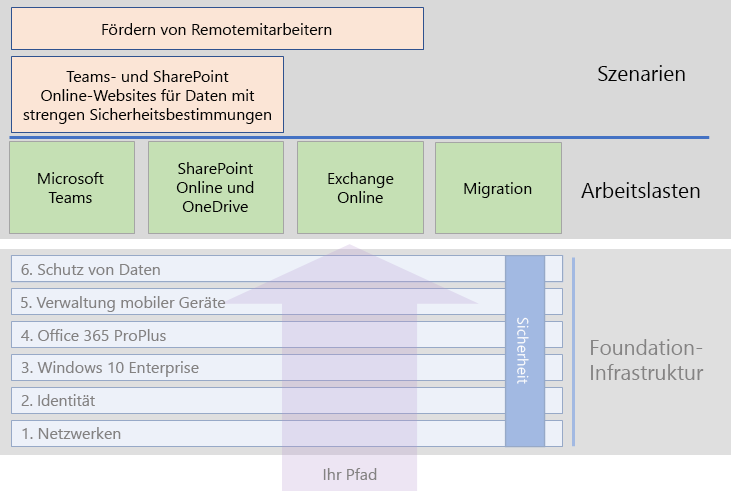 Fördern von Remotemitarbeitern
Teams- und SharePoint
Online-Websites für Daten mit
strengen Sicherheitsbestimmungen
Szenarien
Microsoft
Teams
SharePoint
Online und
OneDrive
Exchange
Online
Migration
Arbeitslasten
6. Schutz von Daten
5. Verwaltung mobiler Geräte
4. Office 365 ProPlus
3. Windows 10 Enterprise
2. Identität
1. Netzwerken
Sicherheit
Foundation-
Infrastruktur
Ihr Pfad